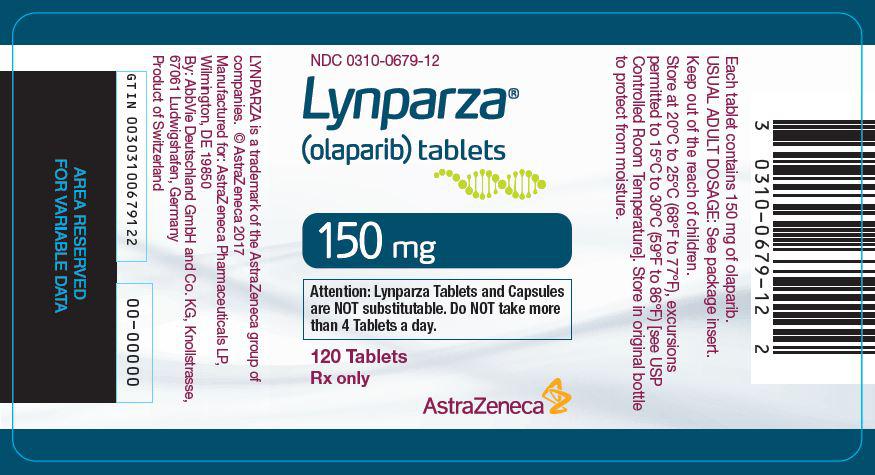 AREA RESERVED
FOR VARIABLE DATA
GTIN 00303100679122
00-00000
LYNPARZA is a trademark of the AstraZeneca group of
companies. © AstraZeneca 2017
Manufactured for: AstraZeneca Pharmaceuticals LP,
Wilmington, DE 19850
By: AbbVie Deutschland GmbH and Co. KG, Knollstrasse,
67061 Ludwigshafen, Germany
Product of Switzerland
NDC 0310-0679-12
Lynparza®
(olaparib) tablets
150 mg
Attention: Lynparza Tablets and Capsules
are NOT substitutable. Do NOT take more
than 4 Tablets a day.
120 Tablets
Rx only
AstraZeneca
Each tablet contains 150 mg of olaparib.
USUAL ADULT DOSAGE: See package insert.
Keep out of the reach of children.
Store at 20°C to 25°C (68°F to 77°F), excursions
permitted to 15°C to 30°C (59°F to 86°F) [see USP
Controlled Room Temperature]. Store in original bottle
to protect from moisture.
3 0310-0679-12 2